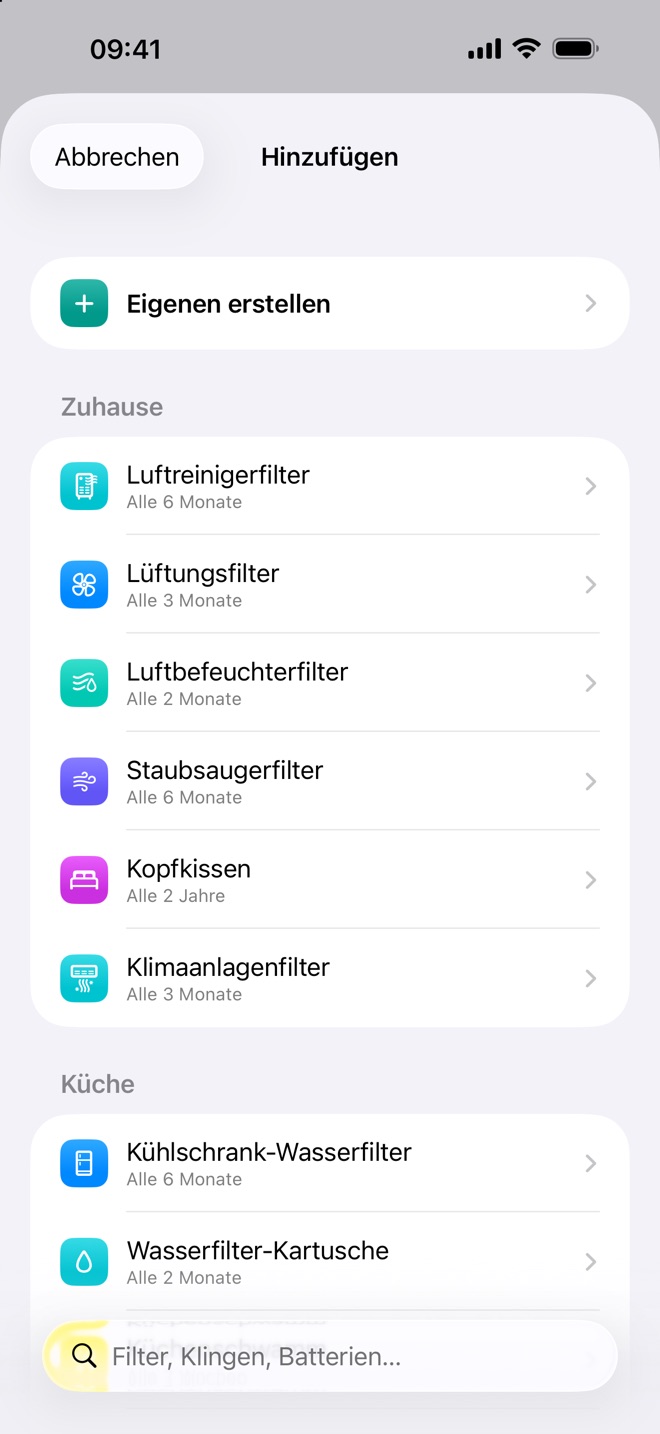 09:41
Abbrechen
Hinzufügen
Eigenen erstellen
Zuhause
Luftreinigerfilter
Alle 6 Monate
Lüftungsfilter
Alle 3 Monate
Luftbefeuchterfilter
Alle 2 Monate
Staubsaugerfilter
Alle 6 Monate
Kopfkissen
Alle 2 Jahre
Klimaanlagenfilter
Alle 3 Monate
Küche
Kühlschrank-Wasserfilter
Alle 6 Monate
Wasserfilter-Kartusche
Alle 2 Monate
Filter, Klingen, Batterien...